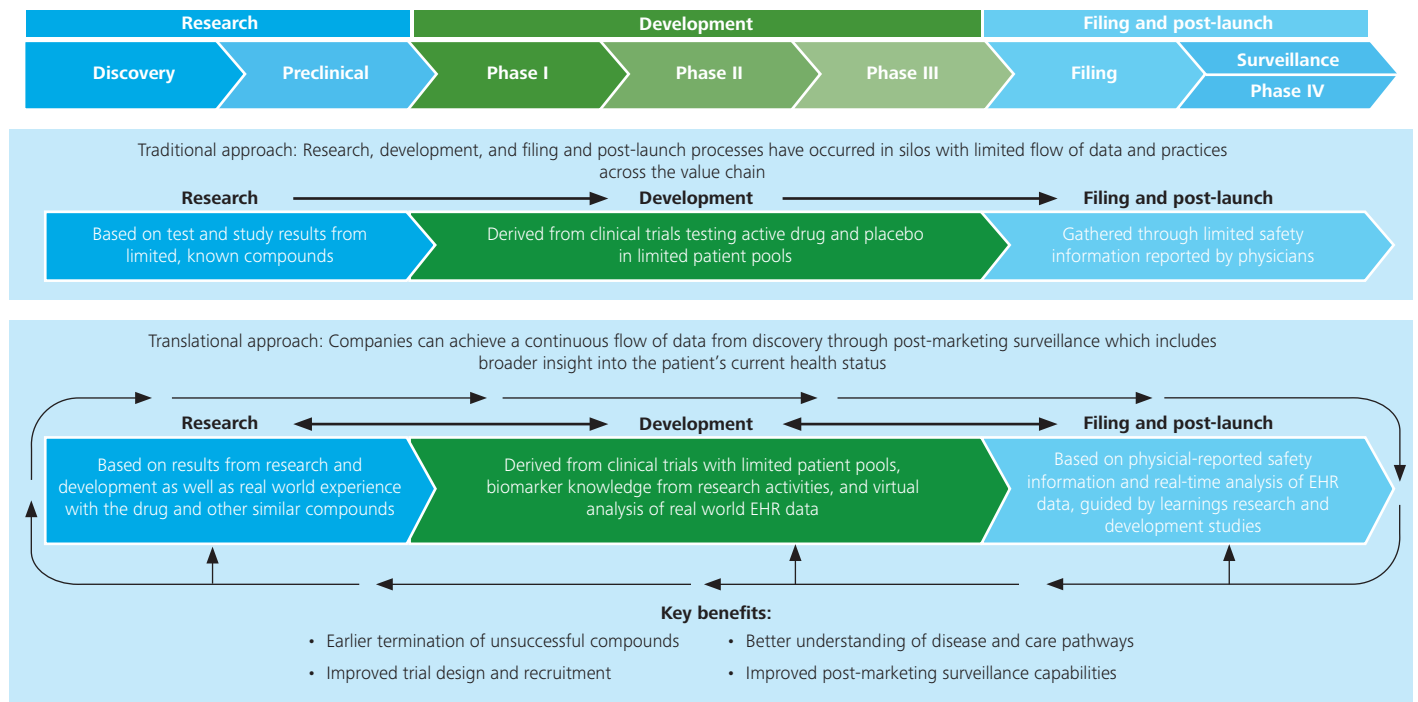 Research
Development
Filing and post-launch
Discovery
Preclinical
Phase I
Phase II
Phase III
Filing
Surveillance
Phase IV
Traditional approach: Research, development, and filing and post-launch processes have occurred in silos with limited flow of data and practices
across the value chain
Research
Development
Filing and post-launch
Based on test and study results from
limited, known compounds
Derived from clinical trials testing active drug and placebo
in limited patient pools
Gathered through limited safety
information reported by physicians
Translational approach: Companies can achieve a continuous flow of data from discovery through post-marketing surveillance which includes
broader insight into the patient’s current health status
Research
Development
Filing and post-launch
Based on results from research and
development as well as real world experience
with the drug and other similar compounds
Derived from clinical trials with limited patient pools,
biomarker knowledge from research activities, and virtual
analysis of real world EHR data
Based on physicial-reported safety
information and real-time analysis of EHR
data, guided by learnings research and
development studies
Key benefits:
• Earlier termination of unsuccessful compounds
• Improved trial design and recruitment
• Better understanding of disease and care pathways
• Improved post-marketing surveillance capabilities